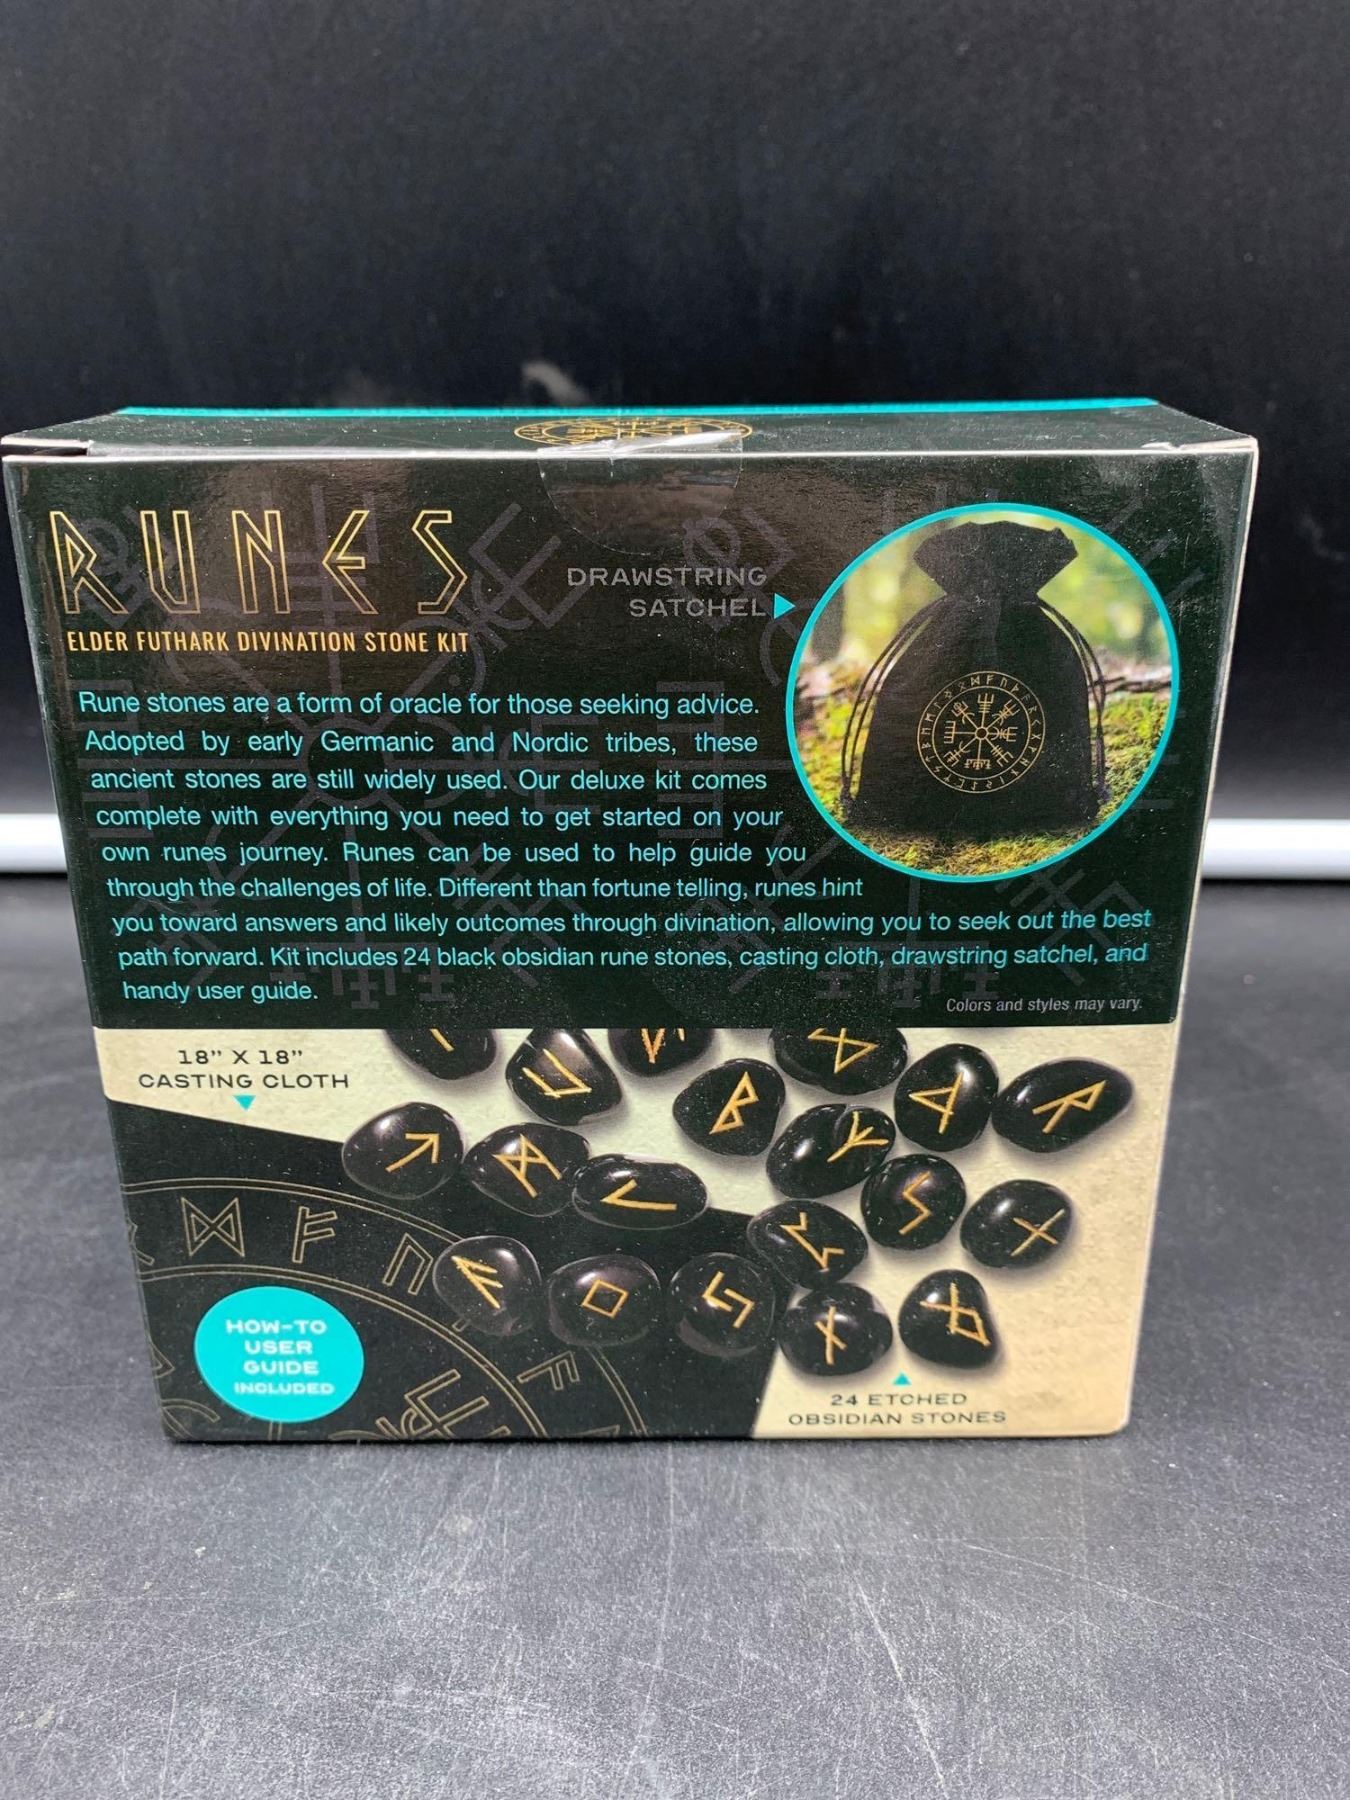 RUNES
ELDER FUTHARK DIVINATION STONE KIT
DRAWSTRING
SATCHEL
Rune stones are a form of oracle for those seeking advice.
Adopted by early Germanic and Nordic tribes, these
ancient stones are still widely used. Our deluxe kit comes
complete with everything you need to get started on your
own runes journey. Runes can be used to help guide you
through the challenges of life. Different than fortune telling, runes hint
you toward answers and likely outcomes through divination, allowing you to seek out the best
path forward. Kit includes 24 black obsidian rune stones, casting cloth, drawstring satchel, and
handy user guide.
Colors and styles may vary.
18” X 18”
CASTING CLOTH
HOW-TO
USER
GUIDE
INCLUDED
24 ETCHED
OBSIDIAN STONES